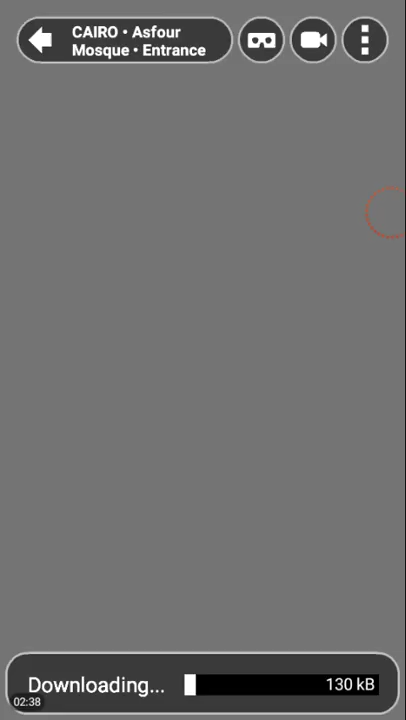 CAIRO • Asfour
Mosque • Entrance
Downloading...
130 kB
02:38